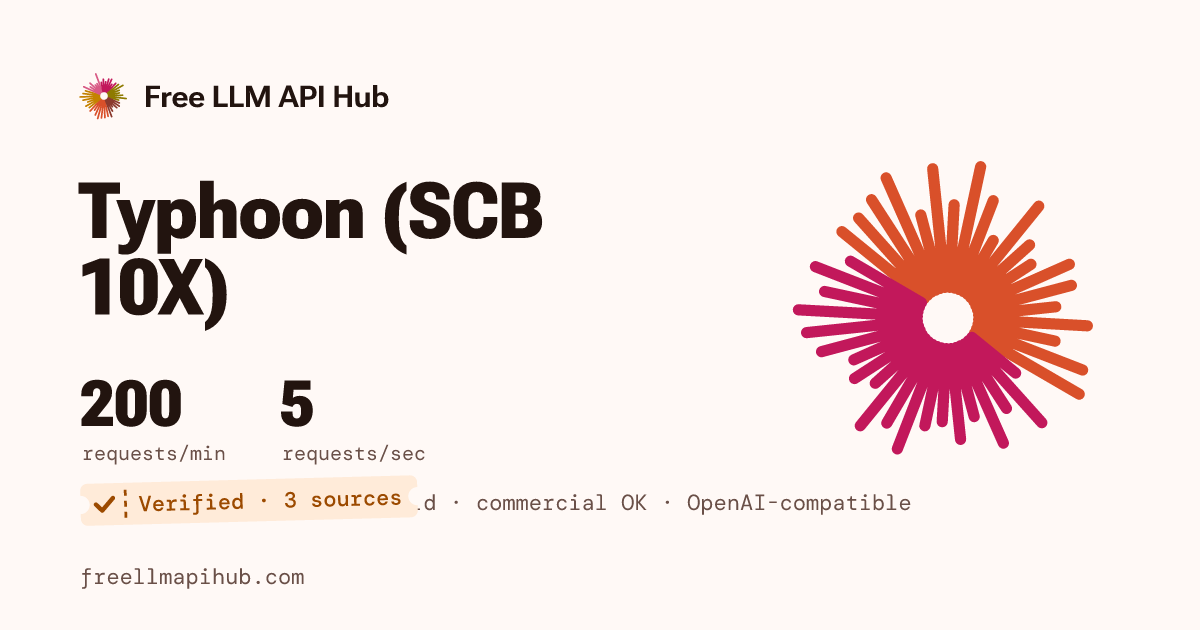 Free LLM API Hub
Typhoon (SCB
10X)
200 5
requests/min requests/sec
Verified · 3 sources d · commercial OK · OpenAI-compatible
freellmapihub.com